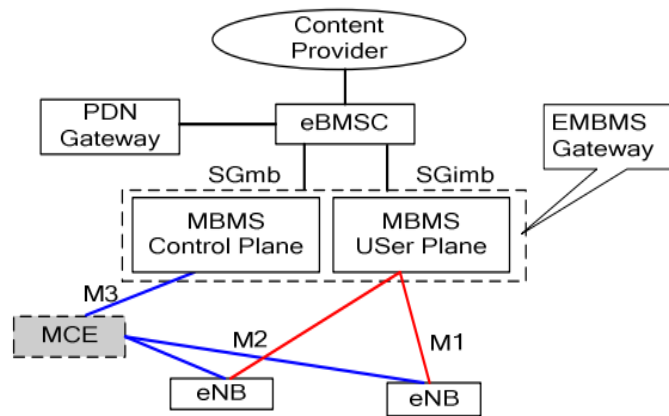 Content
Provider
PDN
Gateway
eBMSC
EMBMS
Gateway
SGmb
SGimb
MBMS
Control Plane
MBMS
USer Plane
M3
MCE
M2
M1
eNB
eNB